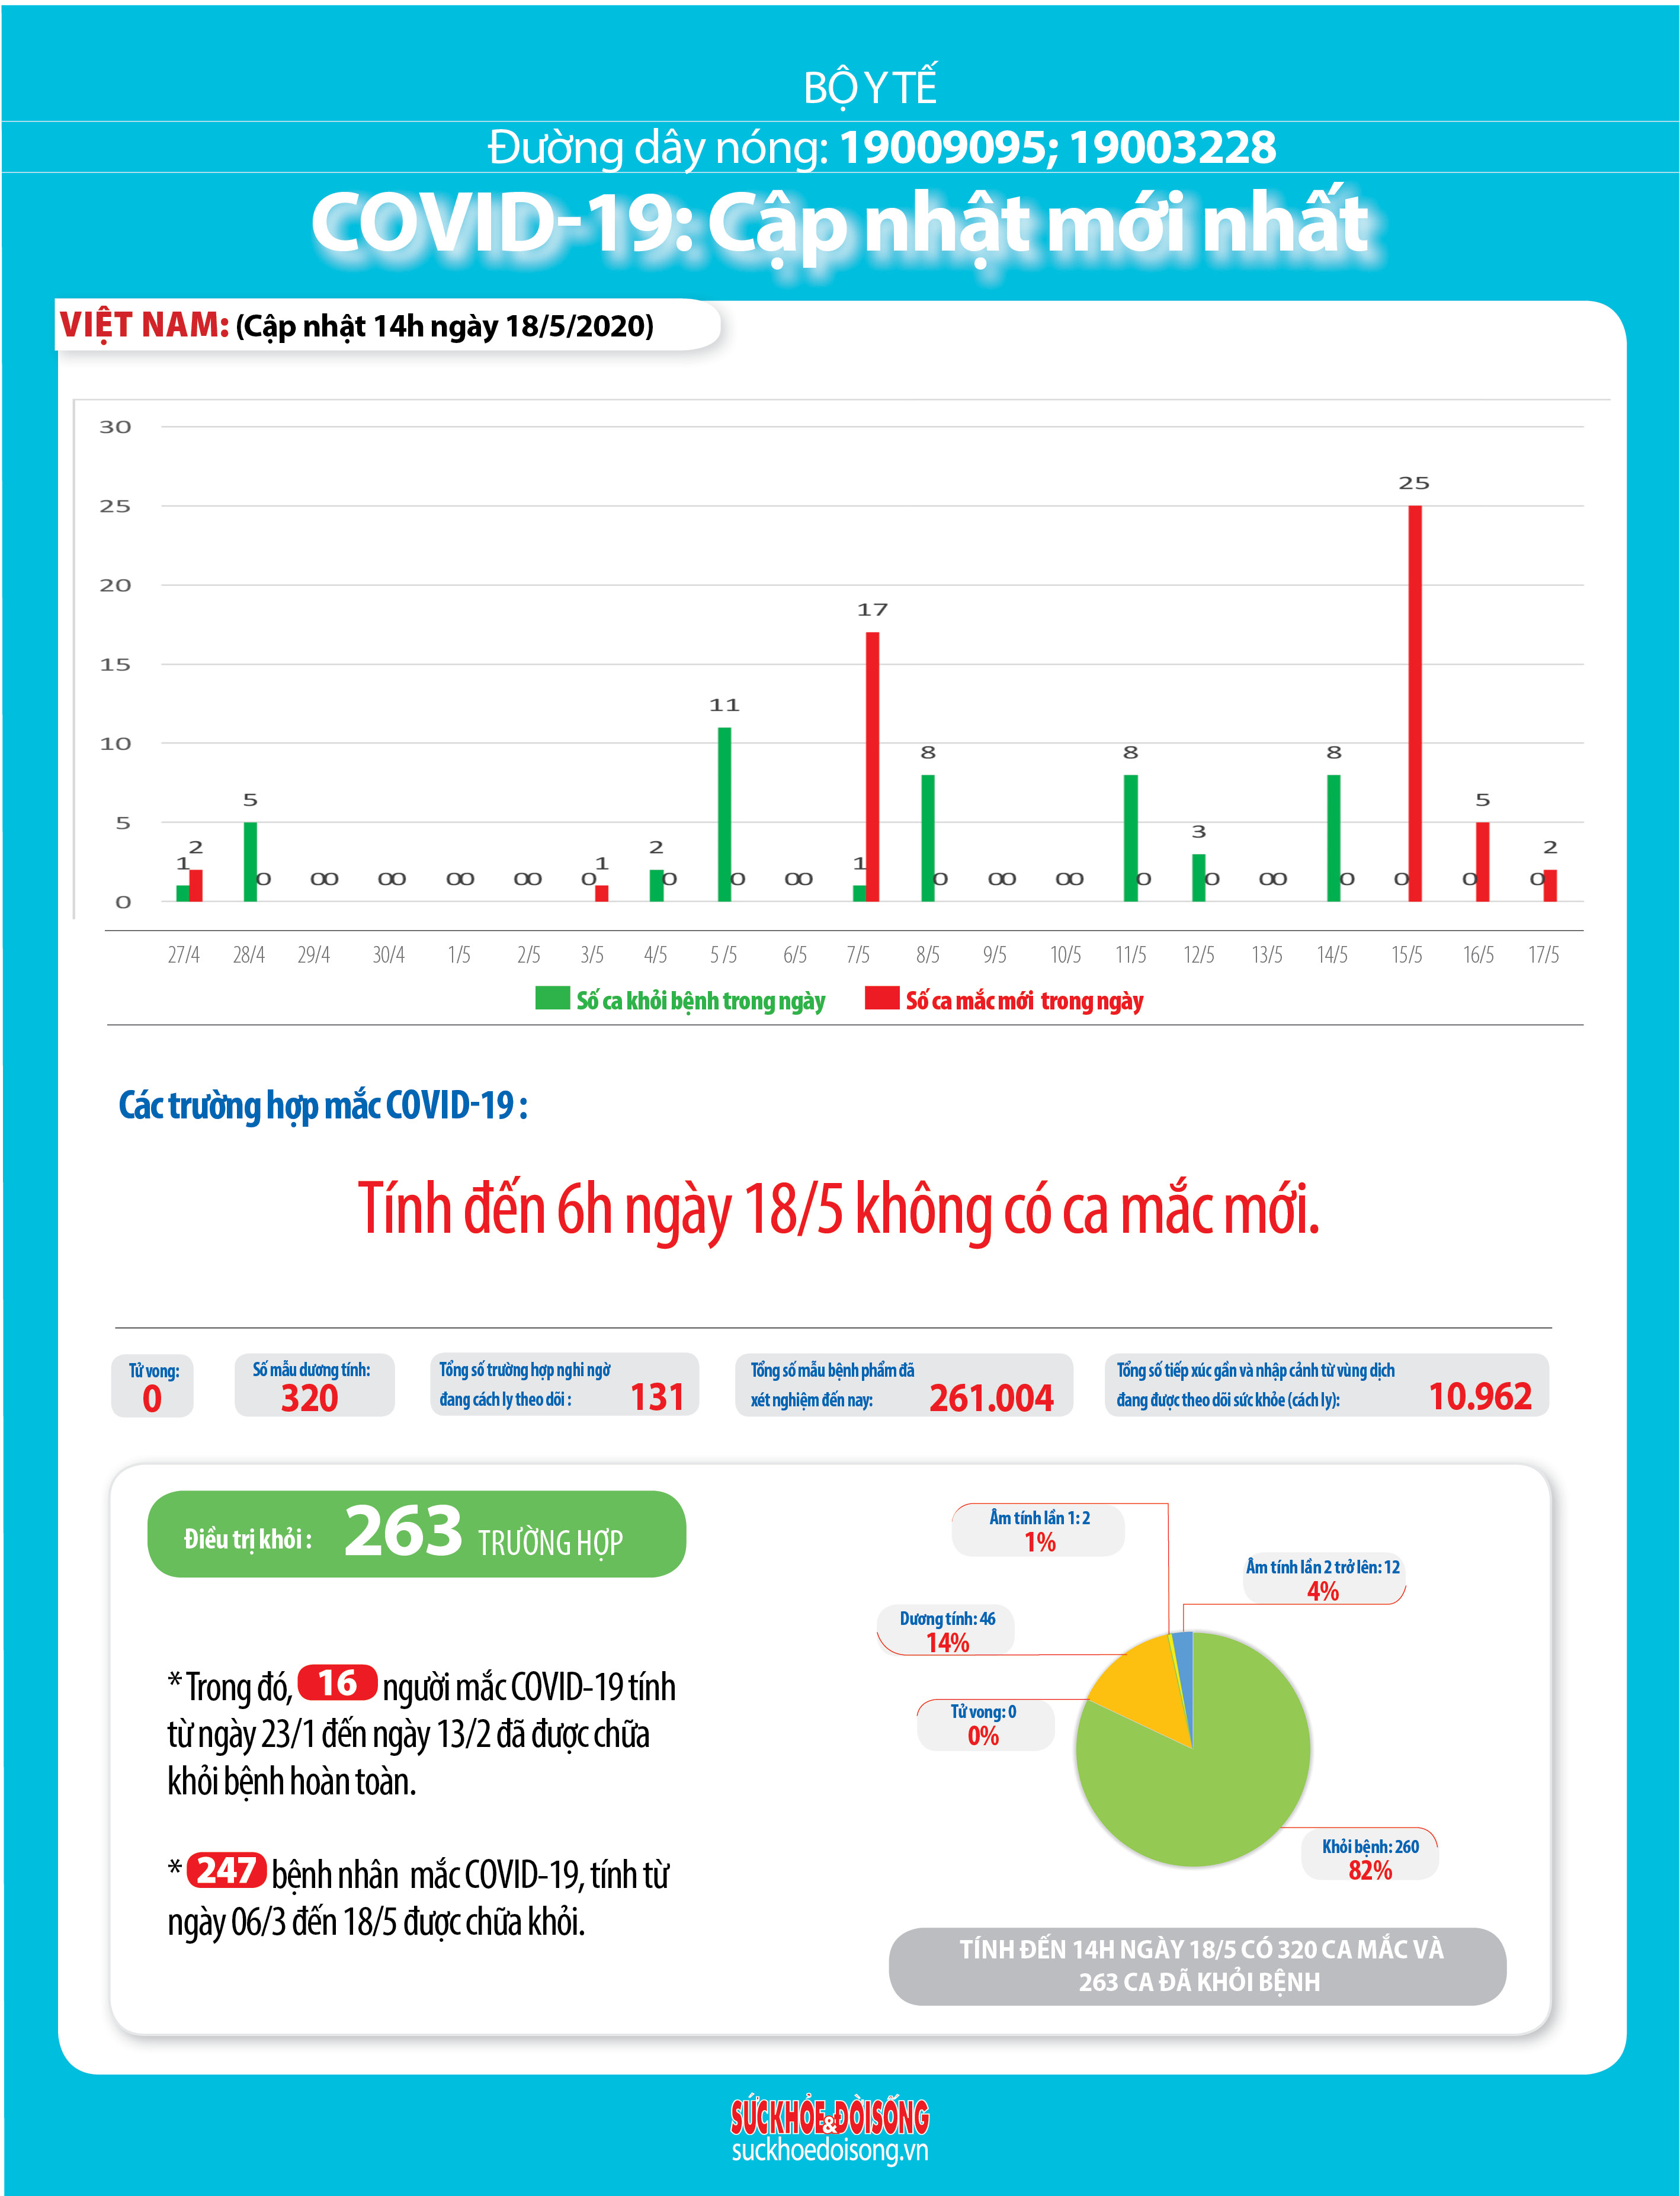 BỘ Y TẾ
Đường dây nóng: 19009095; 19003228
COVID-19: Cập nhật mới nhất
VIỆT NAM: (Cập nhật 14h ngày 18/5/2020)
30
25
20
15
10
5
0
1 2
5 0
0 0
0 0
0 0
0 0
0 1
2 0
11 0
0 0
1 17
8 0
0 0
0 0
8 0
3 0
0 0
8 0
0 25
0 5
0 2
27/4 28/4 29/4 30/4 1/5 2/5 3/5 4/5 5 /5 6/5 7/5 8/5 9/5 10/5 11/5 12/5 13/5 14/5 15/5 16/5 17/5
Số ca khỏi bệnh trong ngày Số ca mắc mới trong ngày
Các trường hợp mắc COVID-19 :
Tính đến 6h ngày 18/5 không có ca mắc mới.
Tử vong:
0
Số mẫu dương tính:
320
Tổng số trường hợp nghi ngờ
đang cách ly theo dõi : 131
Tổng số mẫu bệnh phẩm đã
xét nghiệm đến nay: 261.004
Tổng số tiếp xúc gần và nhập cảnh từ vùng dịch
đang được theo dõi sức khỏe (cách ly): 10.962
Điều trị khỏi : 263 TRƯỜNG HỢP
* Trong đó, 16 người mắc COVID-19 tính
từ ngày 23/1 đến ngày 13/2 đã được chữa
khỏi bệnh hoàn toàn.
* 247 bệnh nhân mắc COVID-19, tính từ
ngày 06/3 đến 18/5 được chữa khỏi.
Âm tính lần 1: 2
1%
Âm tính lần 2 trở lên: 12
4%
Dương tính: 46
14%
Tử vong: 0
0%
Khỏi bệnh: 260
82%
TÍNH ĐẾN 14H NGÀY 18/5 CÓ 320 CA MẮC VÀ
263 CA ĐÃ KHỎI BỆNH
SỨCKHỎE&ĐỜISỐNG
suckhoedoisong.vn